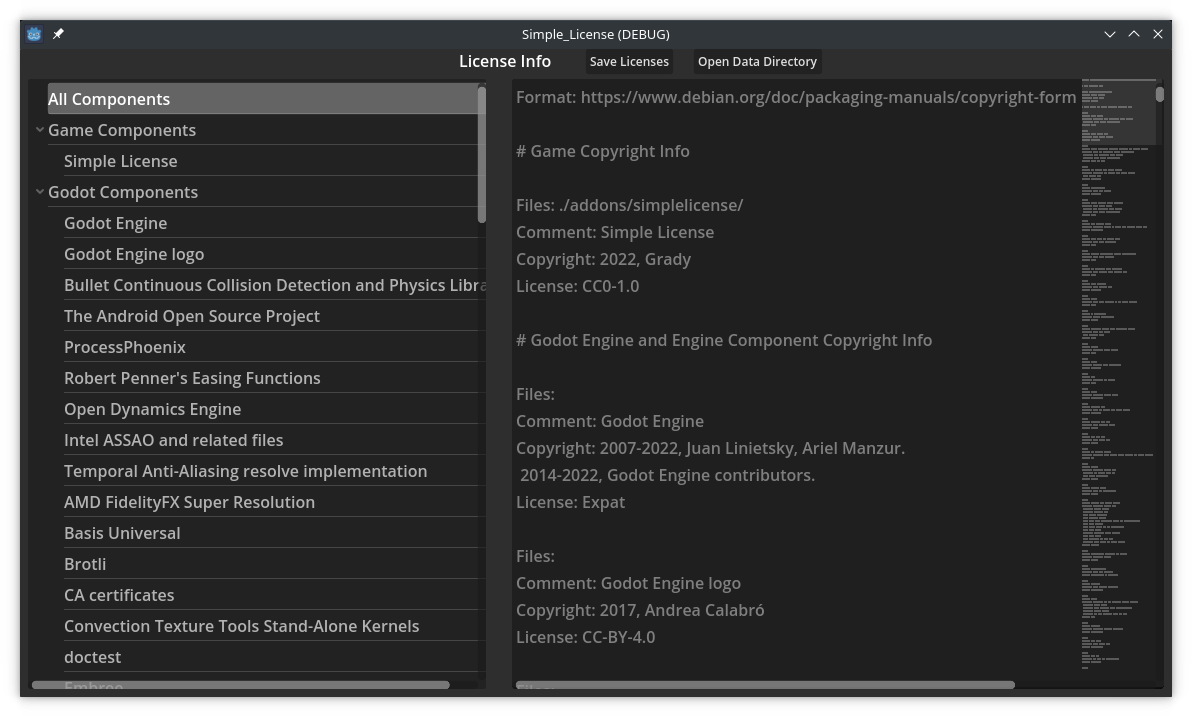 Simple_License (DEBUG)
License Info
Save Licenses
Open Data Directory
All Components
Game Components
Simple License
Godot Components
Godot Engine
Godot Engine logo
Bullet Continuous Collision Detection and Physics Libra
The Android Open Source Project
ProcessPhoenix
Robert Penner's Easing Functions
Open Dynamics Engine
Intel ASSAO and related files
Temporal Anti-Aliasing resolve implementation
AMD FidelityFX Super Resolution
Basis Universal
Brotli
CA certificates
Convection Texture Tools Stand-Alone Kernels
doctest
Embree
Format: https://www.debian.org/doc/packaging-manuals/copyright-form
# Game Copyright Info
Files: ./addons/simplelicense/
Comment: Simple License
Copyright: 2022, Grady
License: CC0-1.0
# Godot Engine and Engine Component Copyright Info
Files:
Comment: Godot Engine
Copyright: 2007-2022, Juan Linietsky, Ariel Manzur.
2014-2022, Godot Engine contributors.
License: Expat
Files:
Comment: Godot Engine logo
Copyright: 2017, Andrea Calabró
License: CC-BY-4.0
Files: